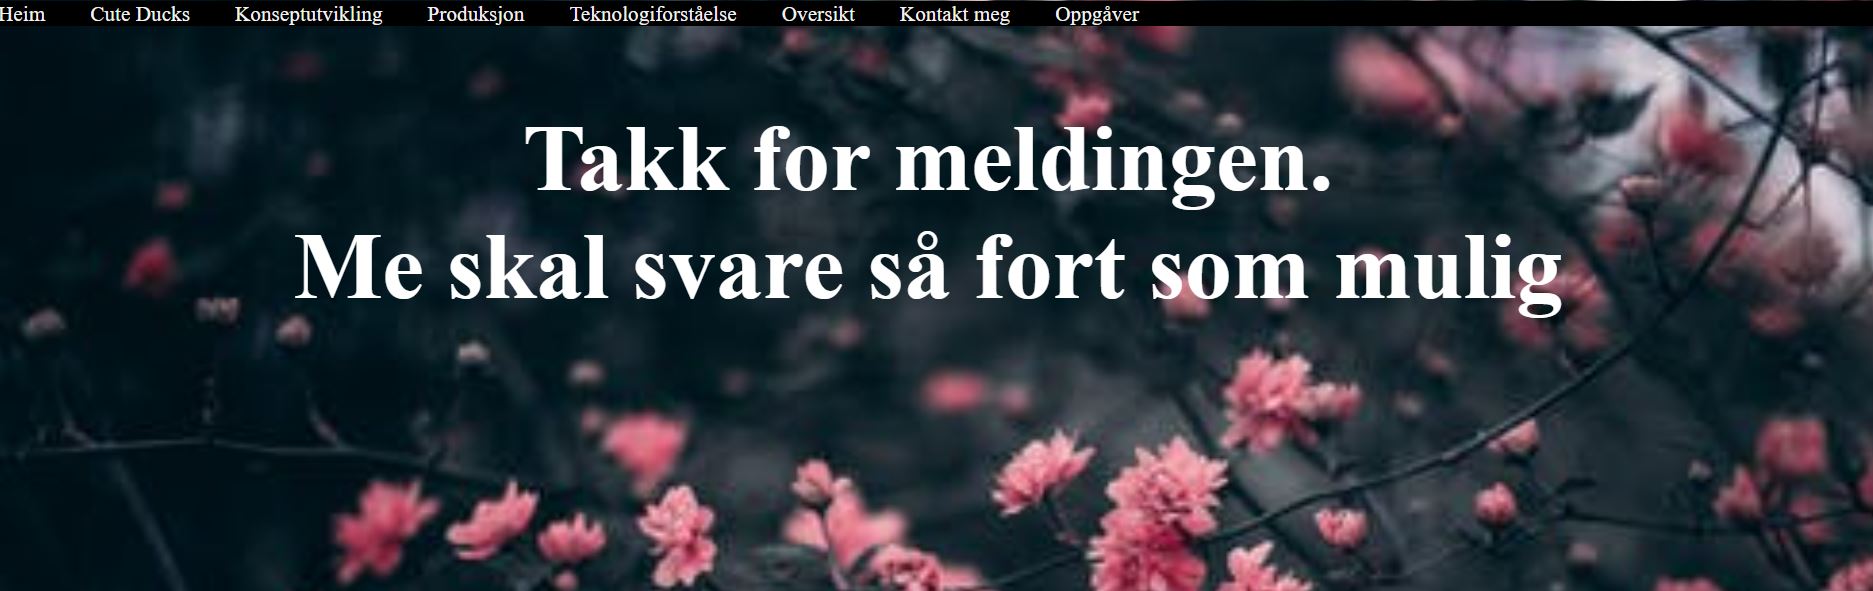 Heim Cute Ducks Konseptutvikling Produksjon Teknologiforståelse Oversikt Kontakt meg Oppgåver
Takk for meldingen.
Me skal svare så fort som mulig